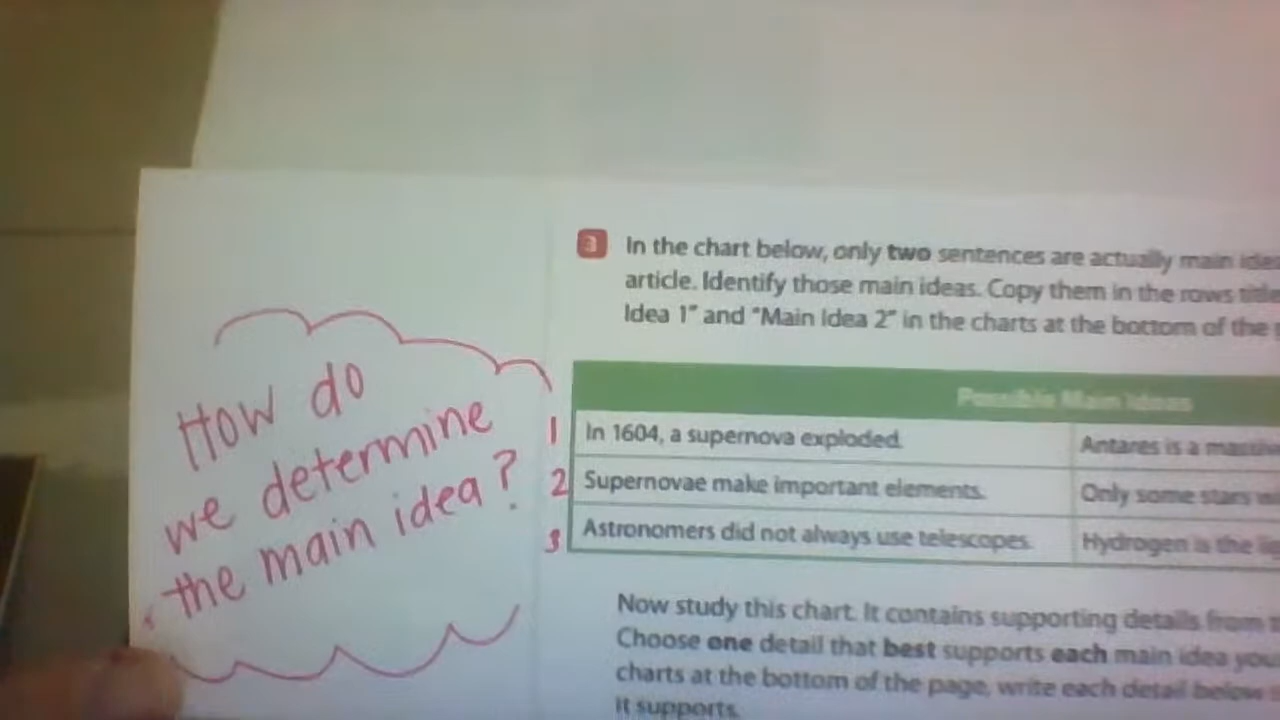 How do
we determine
the main idea?
3 In the chart below, only two sentences are actually main
article. Identify those main ideas. Copy them in the rows
Idea 1" and "Main Idea 2" in the charts at the bottom of the
Possible Main Ideas
1 In 1604, a supernova exploded. Antares is a
2 Supernovae make important elements. Only some stars
3 Astronomers did not always use telescopes. Hydrogen is the
Now study this chart. It contains supporting details from
Choose one detail that best supports each main idea you
charts at the bottom of the page, write each detail below
it supports.